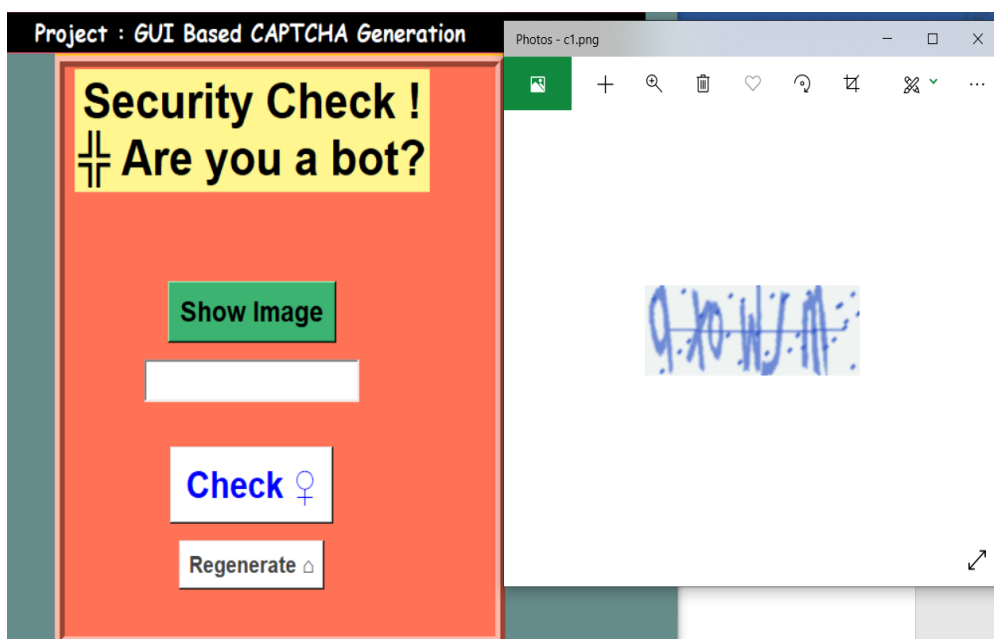 Project : GUI Based CAPTCHA Generation
Security Check !
╬ Are you a bot?
Show Image
Check ♀
Regenerate ⌂
Photos - c1.png